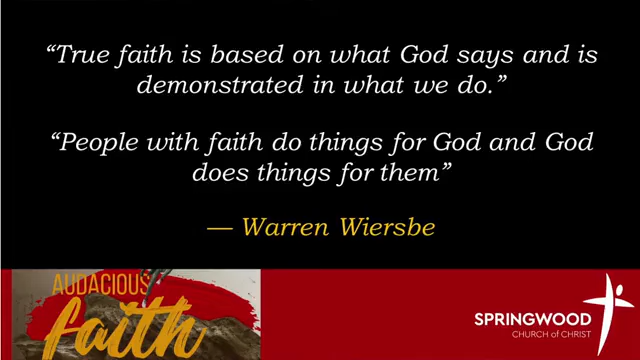 “True faith is based on what God says and is
demonstrated in what we do.”
“People with faith do things for God and God
does things for them”
— Warren Wiersbe
AUDACIOUS
faith
SPRINGWOOD
CHURCH of CHRIST